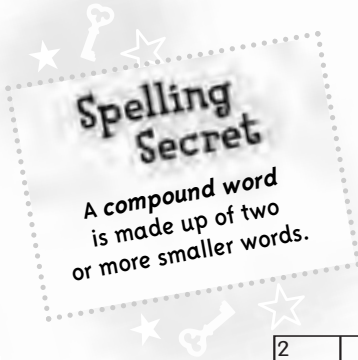 Spelling
Secret
A compound word
is made up of two
or more smaller words.
2